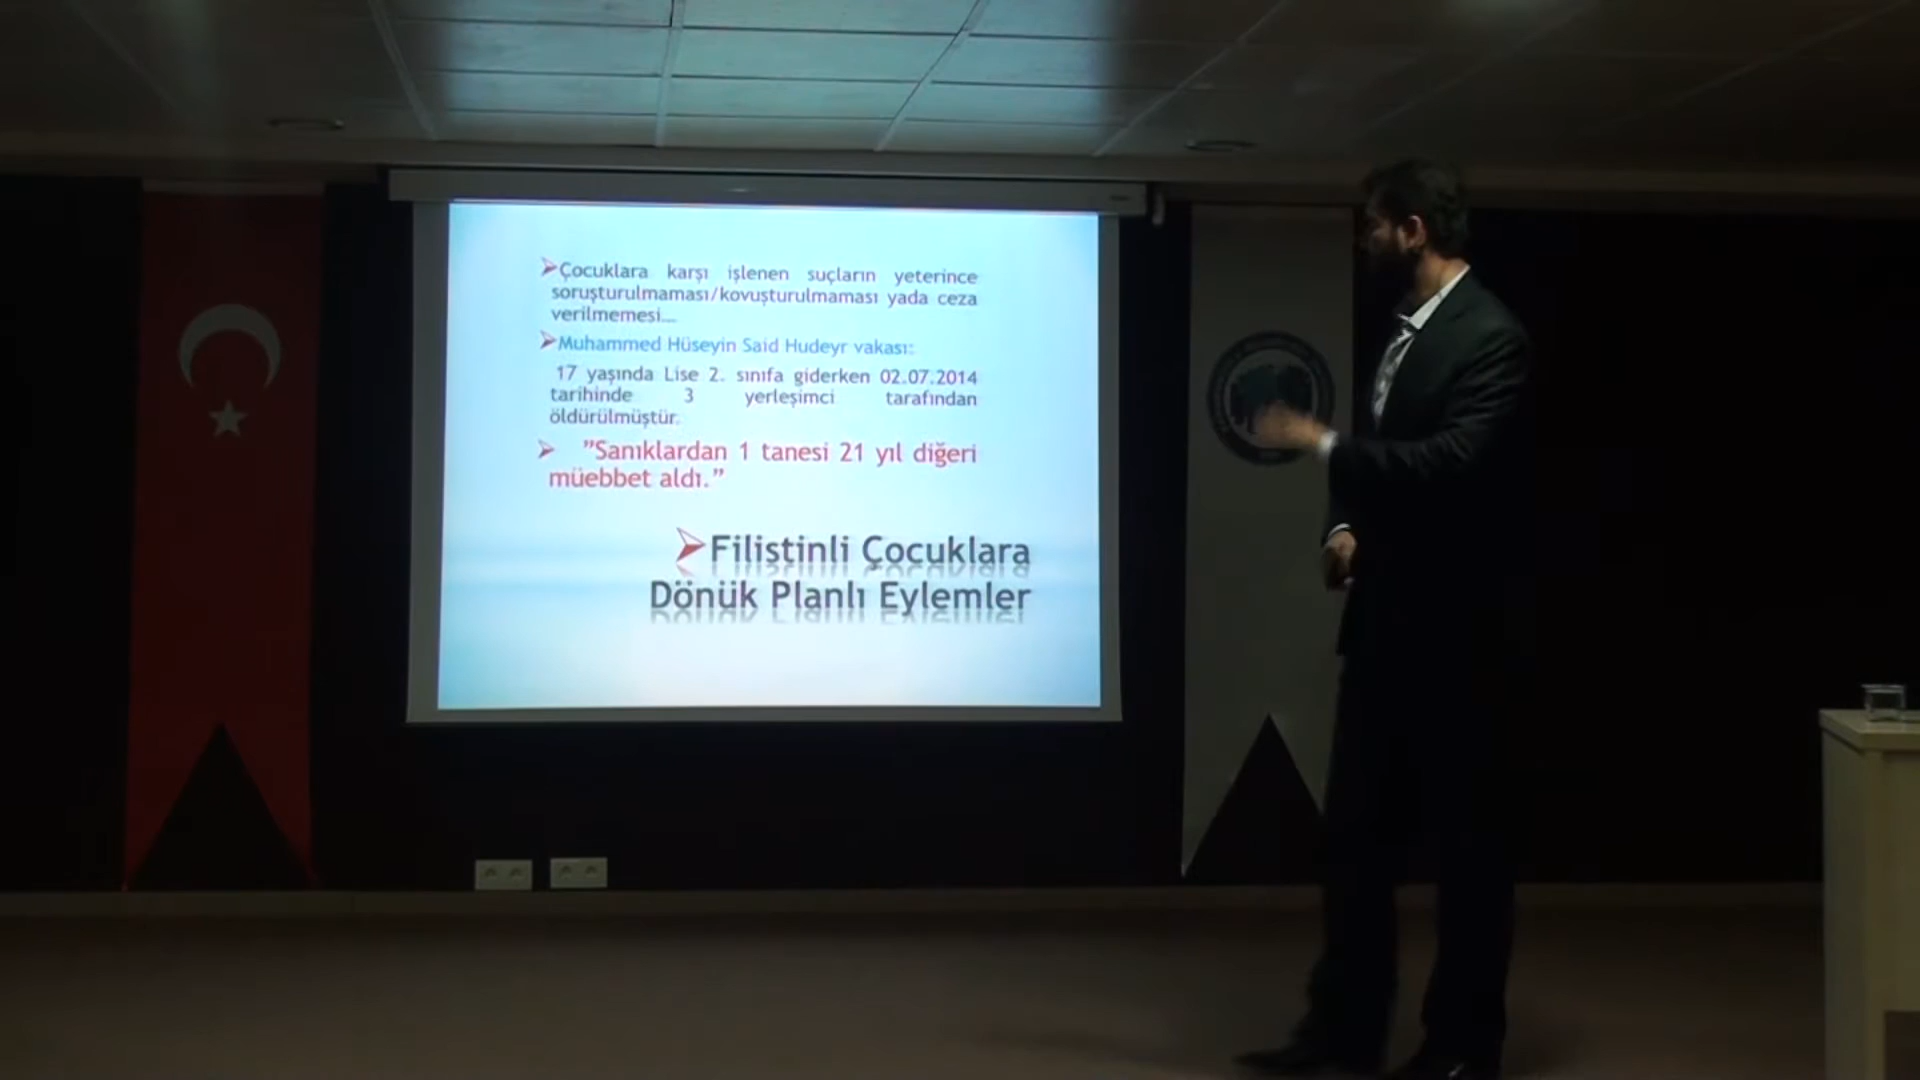 Çocuklara karşı işlenen suçların yeterince
soruşturulmaması/kovuşturulmaması yada ceza
verilmemesi...
Muhammed Hüseyin Said Hudeyr vakası:
17 yaşında Lise 2. sınıfa giderken 02.07.2014
tarihinde 3 yerleşimci tarafından
öldürülmüştür.
"Sanıklardan 1 tanesi 21 yıl diğeri
müebbet aldı."
Filistinli Çocuklara
Dönük Planlı Eylemler